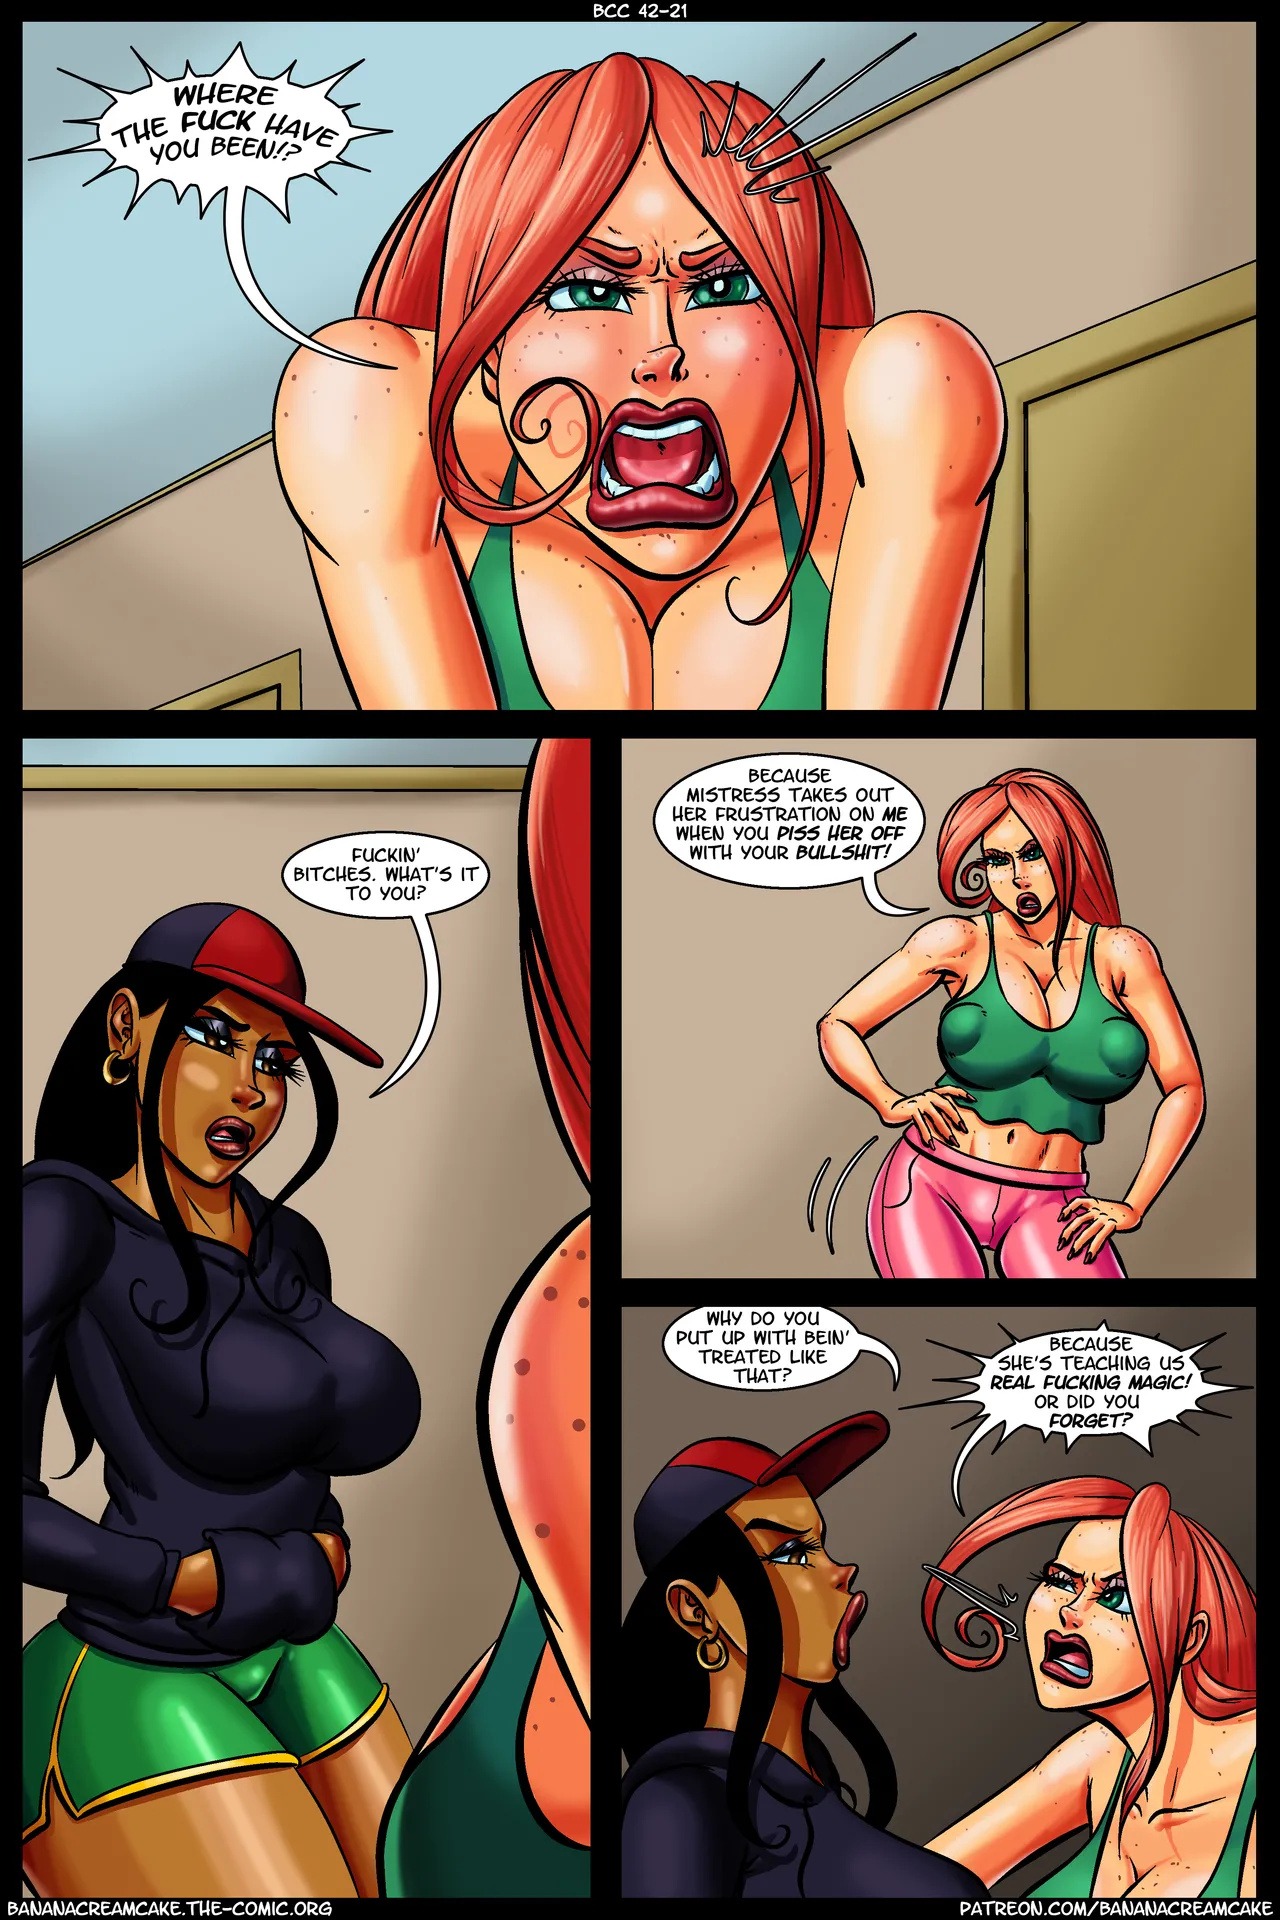 BCC 42-21
WHERE
THE FUCK HAVE
YOU BEEN!?
FUCKIN'
BITCHES. WHAT'S IT
TO YOU?
BECAUSE
MISTRESS TAKES OUT
HER FRUSTRATION ON ME
WHEN YOU PISS HER OFF
WITH YOUR BULLSHIT!
WHY DO YOU
PUT UP WITH BEIN'
TREATED LIKE
THAT?
BECAUSE
SHE'S TEACHING US
REAL FUCKING MAGIC!
OR DID YOU
FORGET?
BANANACREAMCAKE.THE-COMIC.ORG
PATREON.COM/BANANACREAMCAKE